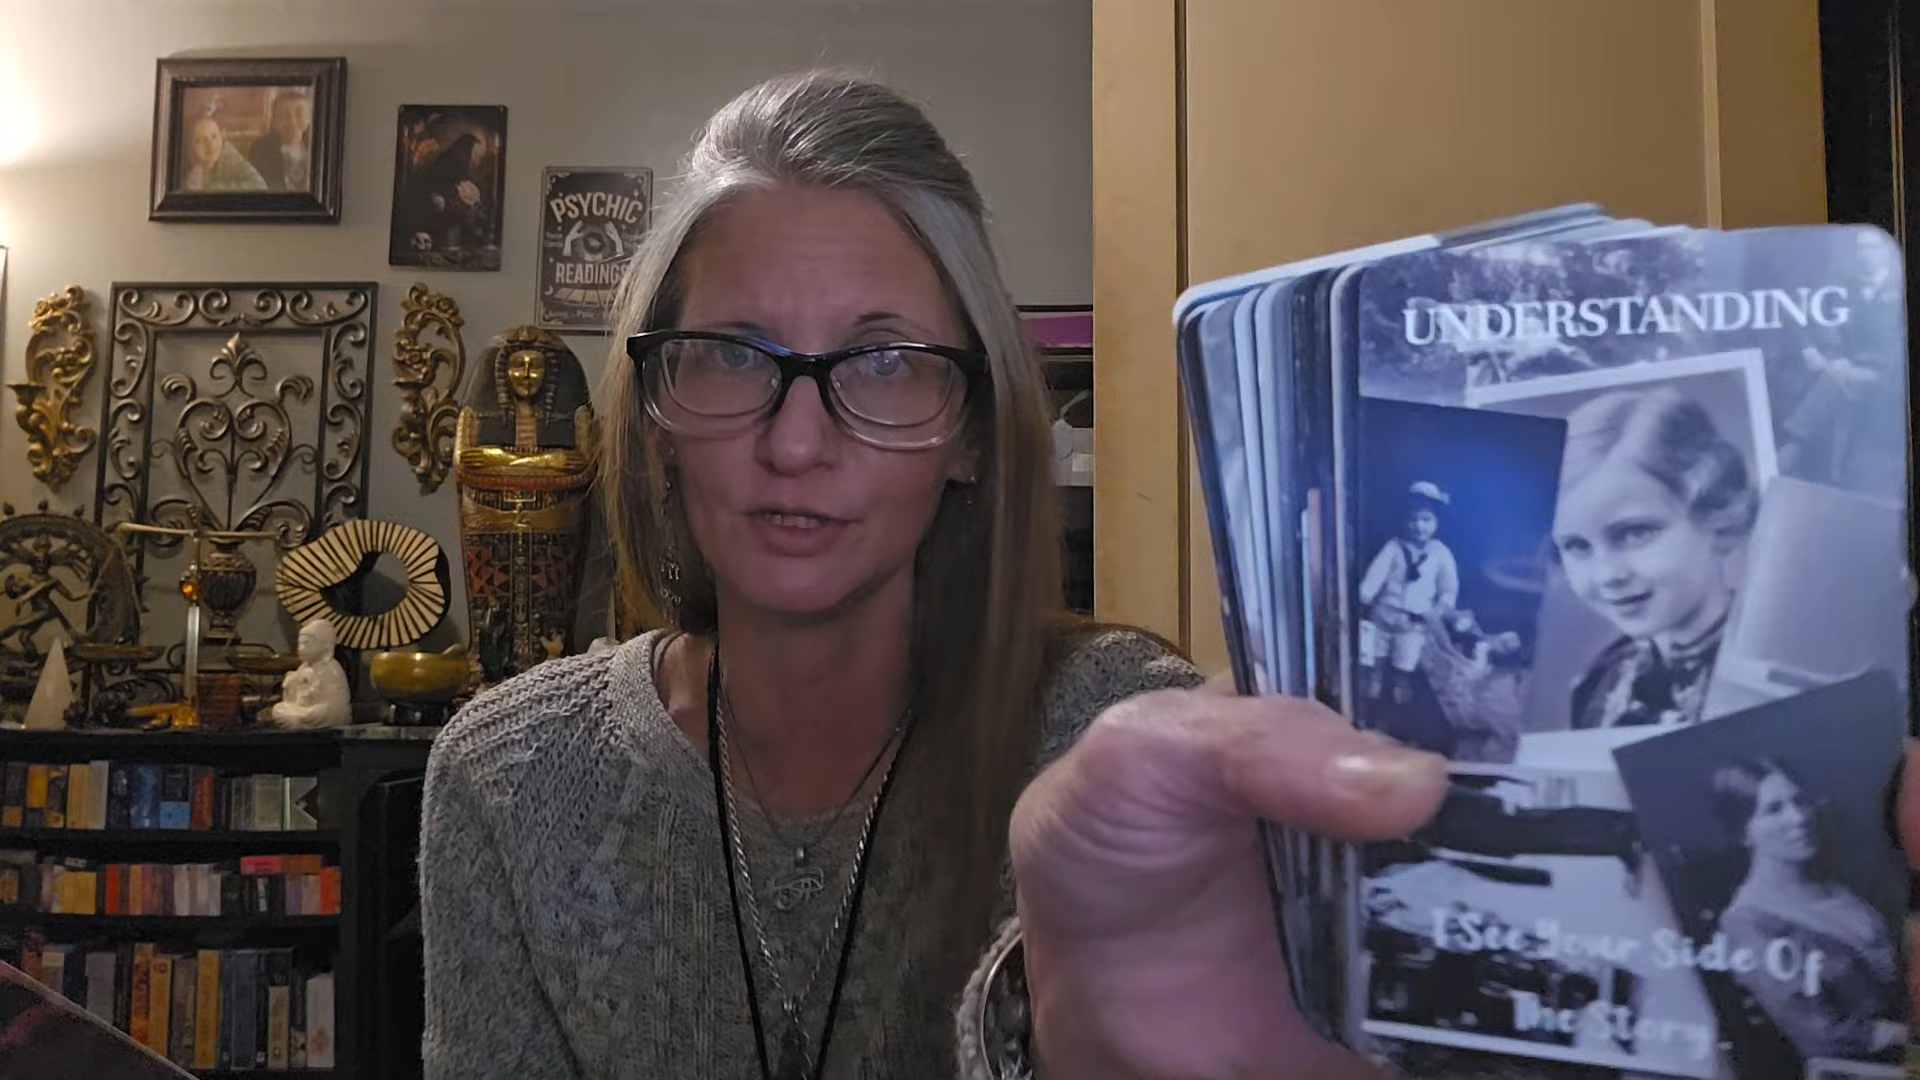 PSYCHIC
READINGS
UNDERSTANDING
I See Your Side Of
The Story